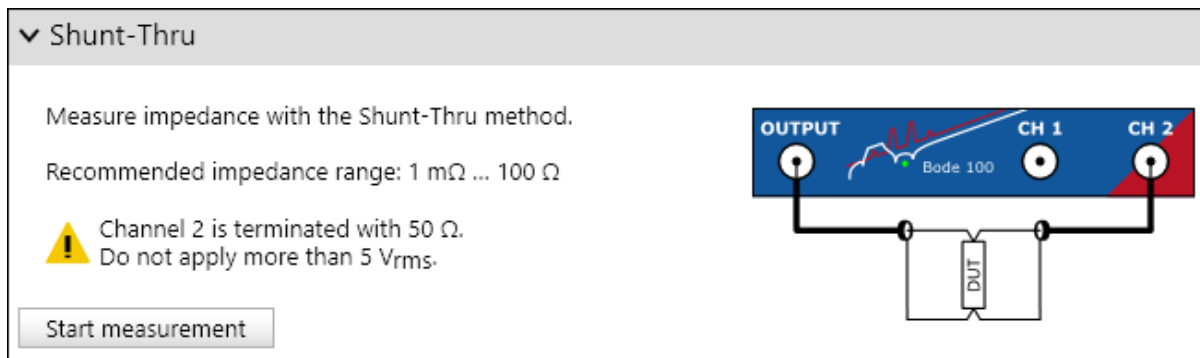 Shunt-Thru
Measure impedance with the Shunt-Thru method.
Recommended impedance range: 1 mΩ ... 100 Ω
Channel 2 is terminated with 50 Ω.
Do not apply more than 5 Vrms.
Start measurement
OUTPUT
CH 1
CH 2
Bode 100
DUT